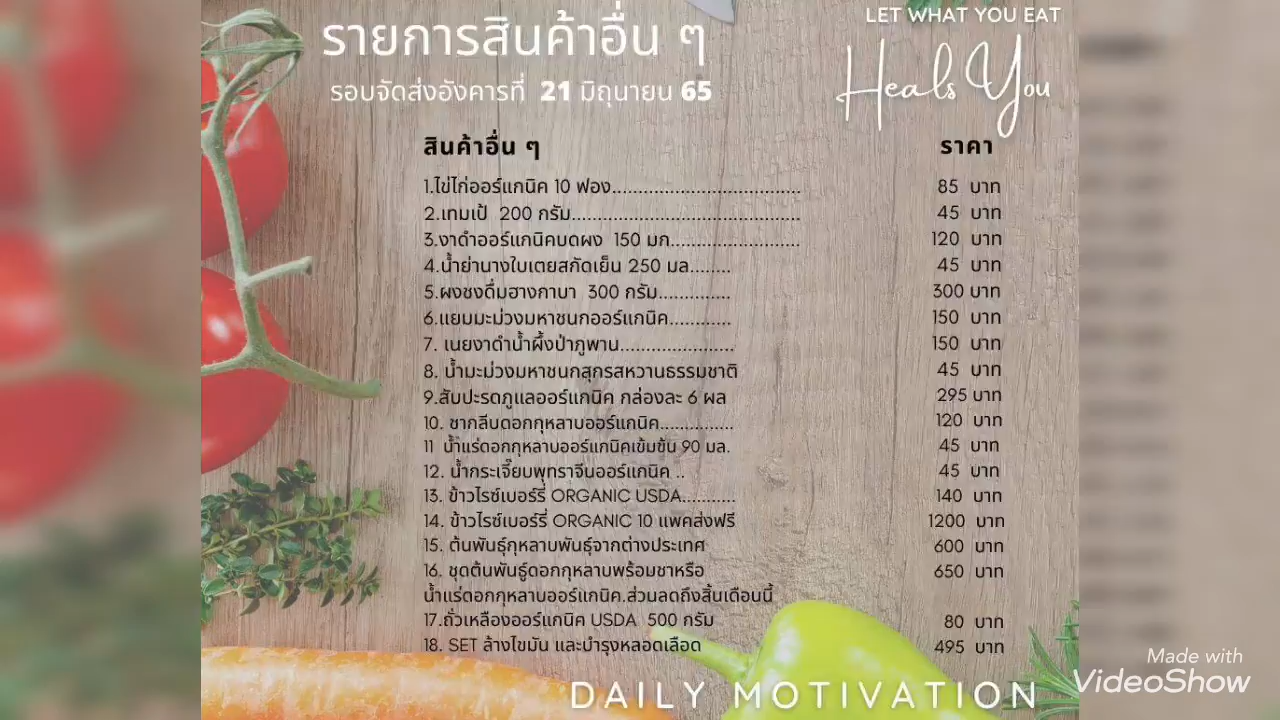 LET WHAT YOU EAT
Heals You
รายการสินค้าอื่น ๆ
รอบจัดส่งอังคารที่ 21 มิถุนายน 65
สินค้าอื่น ๆ ราคา
1.ไข่ไก่ออร์แกนิค 10 ฟอง.................................... 85 บาท
2.เทมเป้ 200 กรัม............................................ 45 บาท
3.งาดำออร์แกนิคบดผง 150 มก......................... 120 บาท
4.น้ำย่านางใบเตยสกัดเย็น 250 มล........ 45 บาท
5.ผงชงดื่มฮางกาบา 300 กรัม.............. 300 บาท
6.แยมมะม่วงมหาชนกออร์แกนิค............ 150 บาท
7. เนยงาดำน้ำผึ้งป่าภูพาน...................... 150 บาท
8. น้ำมะม่วงมหาชนกสุกรสหวานธรรมชาติ 45 บาท
9.สัปปะรดภูแลออร์แกนิค กล่องละ 6 ผล 295 บาท
10. ชากลีบดอกกุหลาบออร์แกนิค.............. 120 บาท
11 น้ำแร่ดอกกุหลาบออร์แกนิคเข้มข้น 90 มล. 45 บาท
12. น้ำกระเจี๊ยบพุทราจีนออร์แกนิค .. 45 บาท
13. ข้าวไรซ์เบอร์รี่ ORGANIC USDA........... 140 บาท
14. ข้าวไรซ์เบอร์รี่ ORGANIC 10 แพคส่งฟรี 1200 บาท
15. ต้นพันธุ์กุหลาบพันธุ์จากต่างประเทศ 600 บาท
16. ชุดต้นพันธู์ดอกกุหลาบพร้อมชาหรือ 650 บาท
น้ำแร่ดอกกุหลาบออร์แกนิค.ส่วนลดถึงสิ้นเดือนนี้
17.ถั่วเหลืองออร์แกนิค USDA 500 กรัม 80 บาท
18. SET ล้างไขมัน และบำรุงหลอดเลือด 495 บาท
DAILY MOTIVATION
Made with
VideoShow